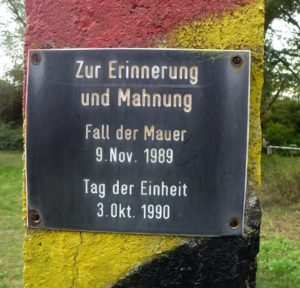 Zur Erinnerung
und Mahnung
Fall der Mauer
9. Nov. 1989
Tag der Einheit
3. Okt. 1990